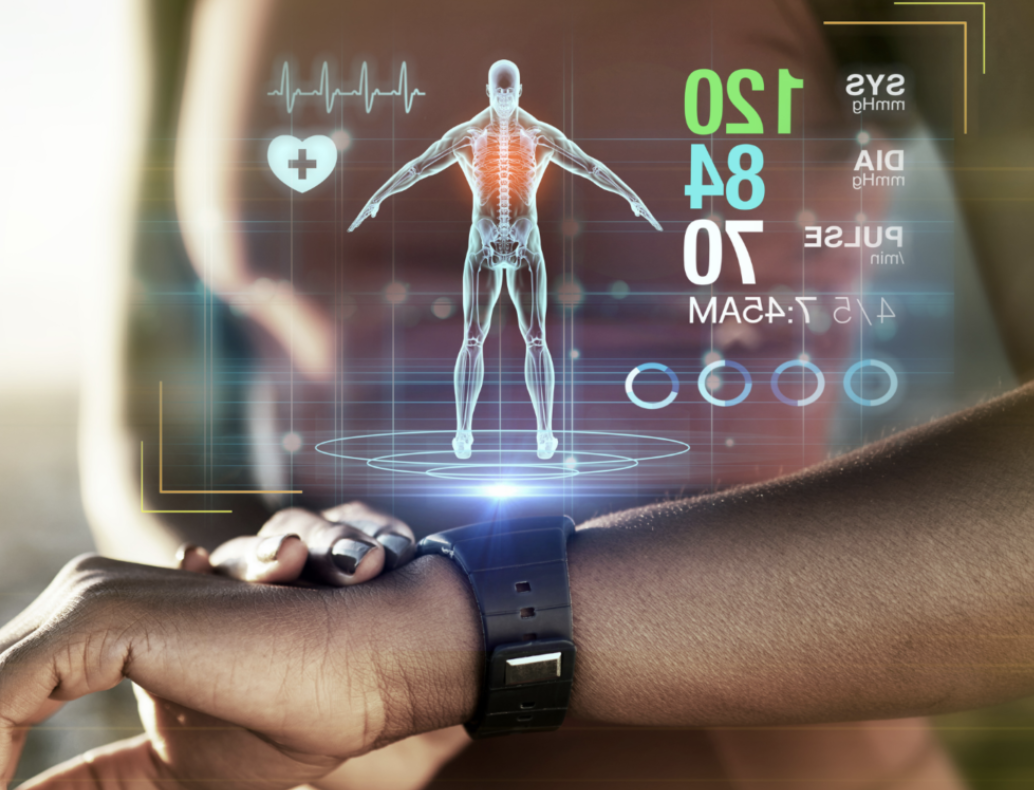 120 SYS
mmHg
84 DIA
mmHg
70 PULSE
/min
4/5 7:45AM